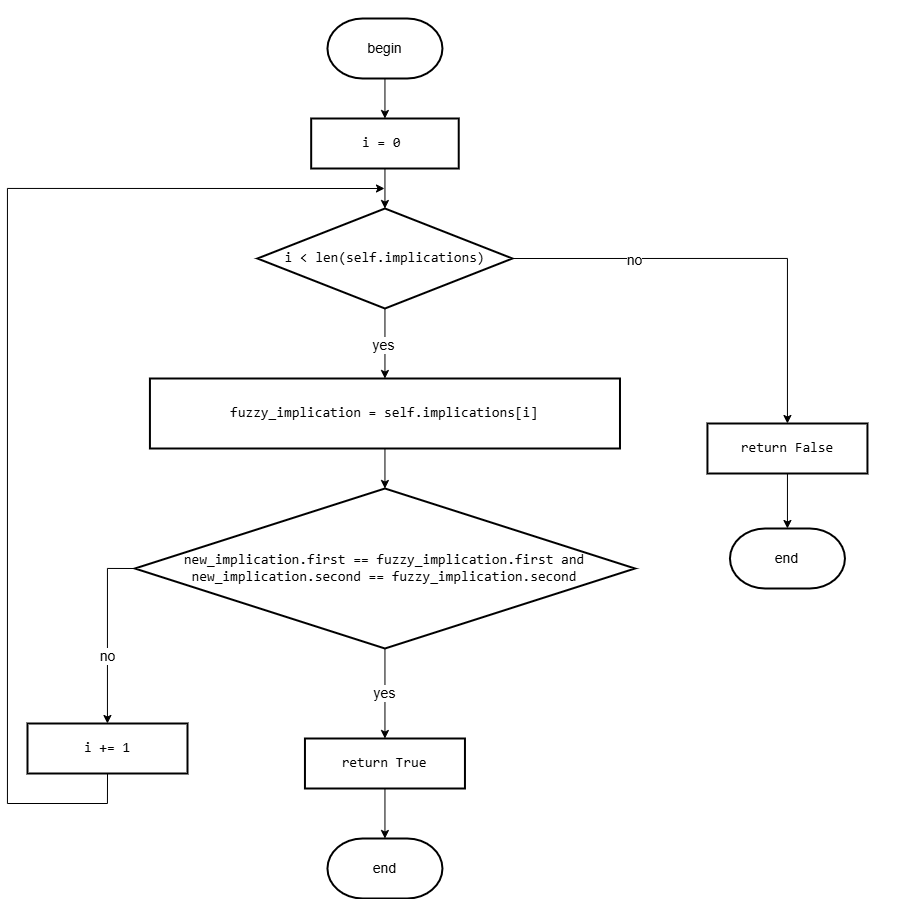 begin
i = 0
i < len(self.implications)
no
yes
fuzzy_implication = self.implications[i]
return False
new_implication.first == fuzzy_implication.first and
new_implication.second == fuzzy_implication.second
end
no
yes
i += 1
return True
end